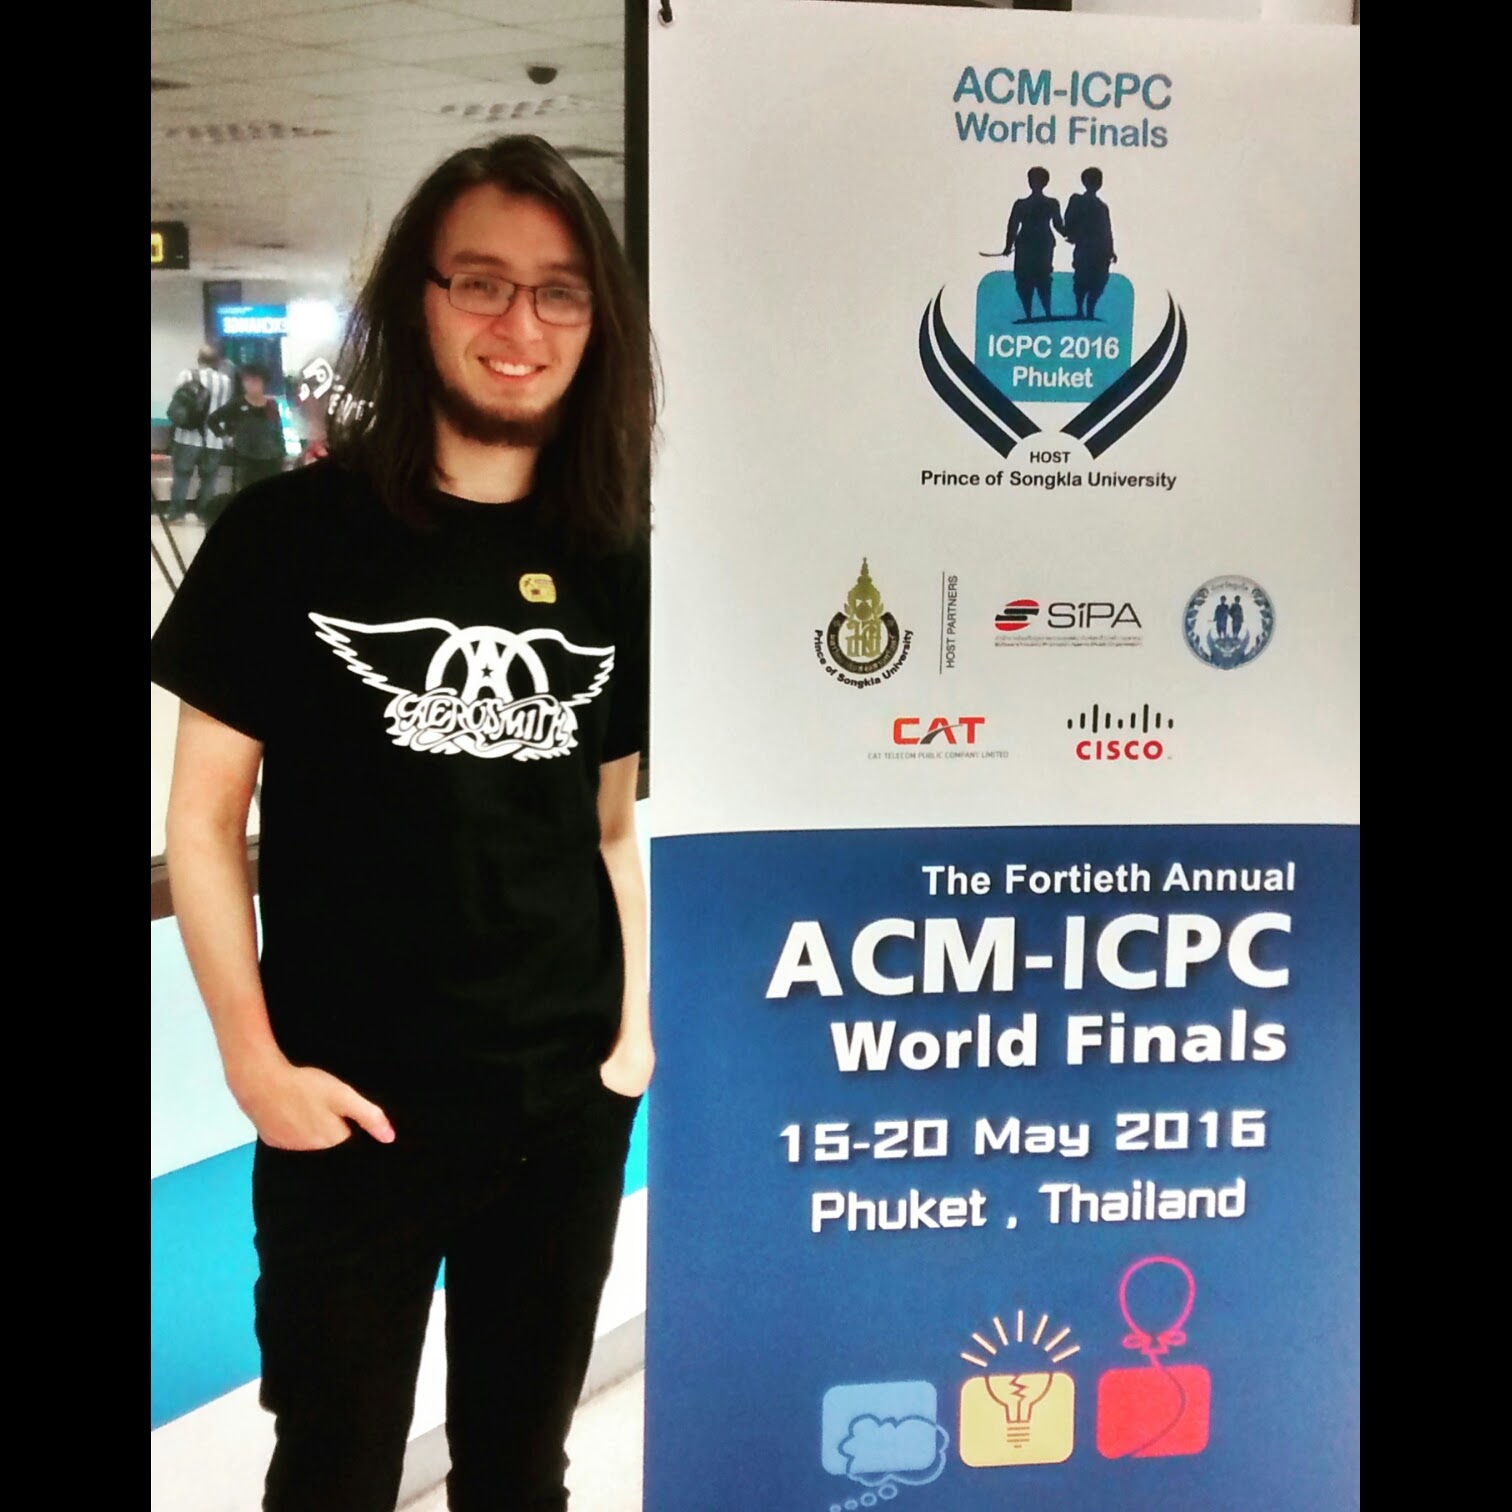 ACM-ICPC
World Finals
ICPC 2016
Phuket
HOST
Prince of Songkla University
Prince of Songkla University
HOST PARTNERS
SiPA
CAT
CAT TELECOM PUBLIC COMPANY LIMITED
CISCO
The Fortieth Annual
ACM-ICPC
World Finals
15-20 May 2016
Phuket , Thailand
AEROSMITH